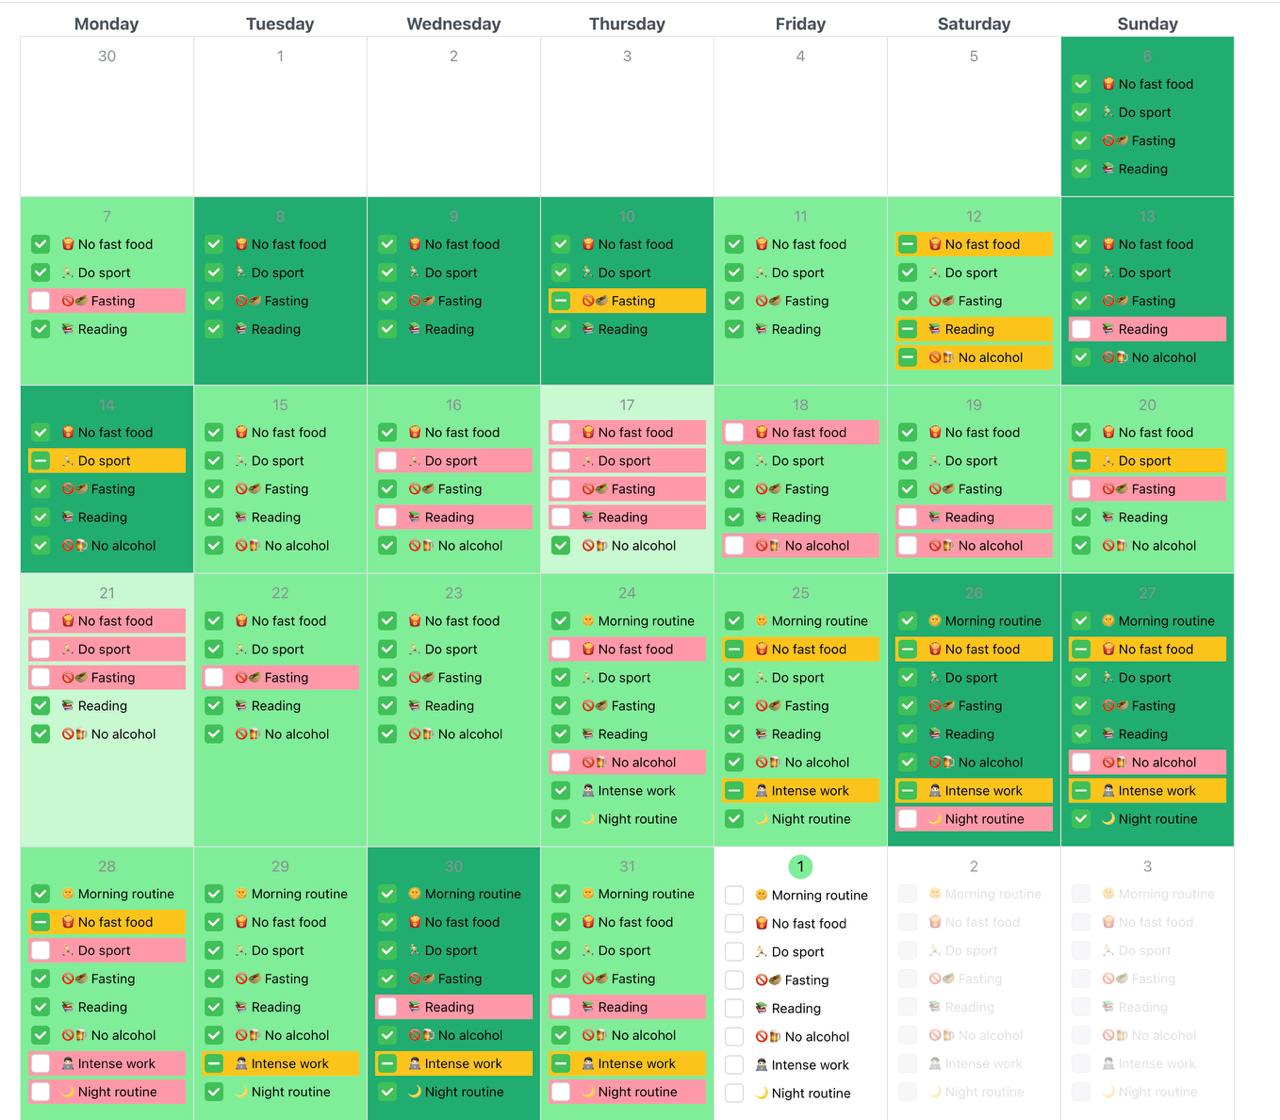 Monday
Tuesday
Wednesday
Thursday
Friday
Saturday
Sunday
30
1
2
3
4
5
6
No fast food
Do sport
Fasting
Reading
7
No fast food
Do sport
Fasting
Reading
8
No fast food
Do sport
Fasting
Reading
9
No fast food
Do sport
Fasting
Reading
10
No fast food
Do sport
Fasting
Reading
11
No fast food
Do sport
Fasting
Reading
12
No fast food
Do sport
Fasting
Reading
No alcohol
13
No fast food
Do sport
Fasting
Reading
No alcohol
14
No fast food
Do sport
Fasting
Reading
No alcohol
15
No fast food
Do sport
Fasting
Reading
No alcohol
16
No fast food
Do sport
Fasting
Reading
No alcohol
17
No fast food
Do sport
Fasting
Reading
No alcohol
18
No fast food
Do sport
Fasting
Reading
No alcohol
19
No fast food
Do sport
Fasting
Reading
No alcohol
20
No fast food
Do sport
Fasting
Reading
No alcohol
21
No fast food
Do sport
Fasting
Reading
No alcohol
22
No fast food
Do sport
Fasting
Reading
No alcohol
23
No fast food
Do sport
Fasting
Reading
No alcohol
24
Morning routine
No fast food
Do sport
Fasting
Reading
No alcohol
Intense work
Night routine
25
Morning routine
No fast food
Do sport
Fasting
Reading
No alcohol
Intense work
Night routine
26
Morning routine
No fast food
Do sport
Fasting
Reading
No alcohol
Intense work
Night routine
27
Morning routine
No fast food
Do sport
Fasting
Reading
No alcohol
Intense work
Night routine
28
Morning routine
No fast food
Do sport
Fasting
Reading
No alcohol
Intense work
Night routine
29
Morning routine
No fast food
Do sport
Fasting
Reading
No alcohol
Intense work
Night routine
30
Morning routine
No fast food
Do sport
Fasting
Reading
No alcohol
Intense work
Night routine
31
Morning routine
No fast food
Do sport
Fasting
Reading
No alcohol
Intense work
Night routine
1
Morning routine
No fast food
Do sport
Fasting
Reading
No alcohol
Intense work
Night routine
2
Morning routine
No fast food
Do sport
Fasting
Reading
No alcohol
Intense work
Night routine
3
Morning routine
No fast food
Do sport
Fasting
Reading
No alcohol
Intense work
Night routine